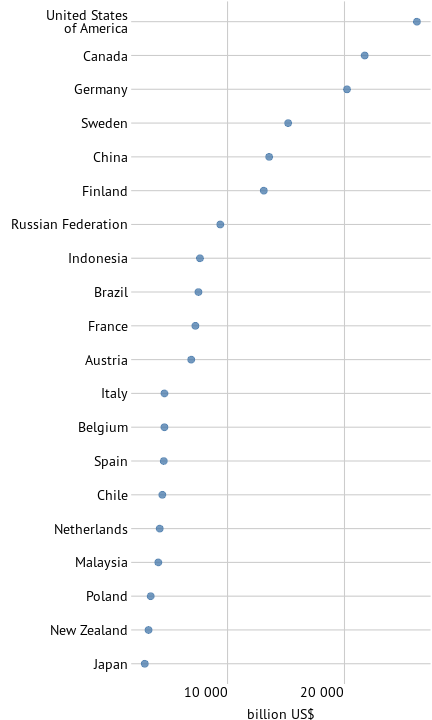 United States
of America
Canada
Germany
Sweden
China
Finland
Russian Federation
Indonesia
Brazil
France
Austria
Italy
Belgium
Spain
Chile
Netherlands
Malaysia
Poland
New Zealand
Japan
10 000 20 000
billion US$